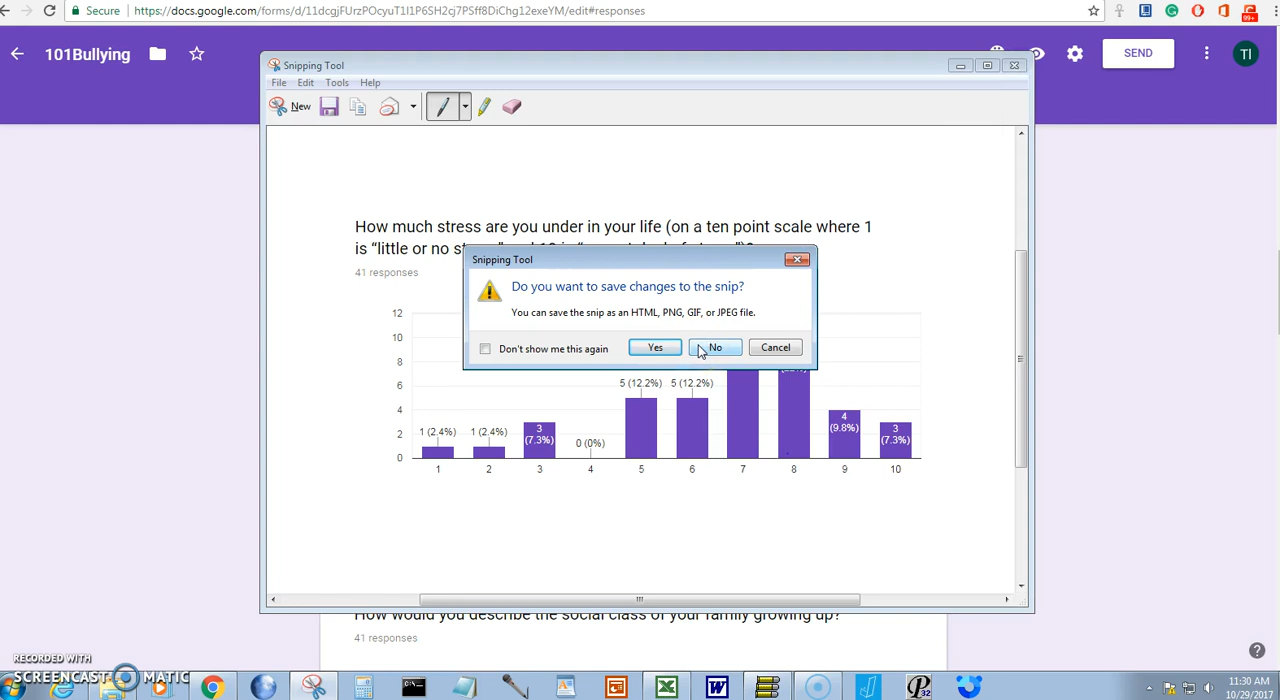 Secure
https://docs.google.com/forms/d/11dcgjFUrzPOcyuT1I1P6SH2cj7PSff8DiChg12exeYM/edit#responses
99+
101Bullying
SEND
TI
Snipping Tool
File Edit Tools Help
New
How much stress are you under in your life (on a ten point scale where 1
is “little or no
41 responses
Snipping Tool
Do you want to save changes to the snip?
You can save the snip as an HTML, PNG, GIF, or JPEG file.
Don't show me this again
Yes
No
Cancel
12
10
8
6
4
2
0
1 (2.4%)
1 (2.4%)
3
(7.3%)
0 (0%)
5 (12.2%)
5 (12.2%)
4
(9.8%)
3
(7.3%)
1 2 3 4 5 6 7 8 9 10
How would you describe the social class of your family growing up?
41 responses
RECORDED WITH
SCREENCAST MATIC
11:30 AM
10/29/2017